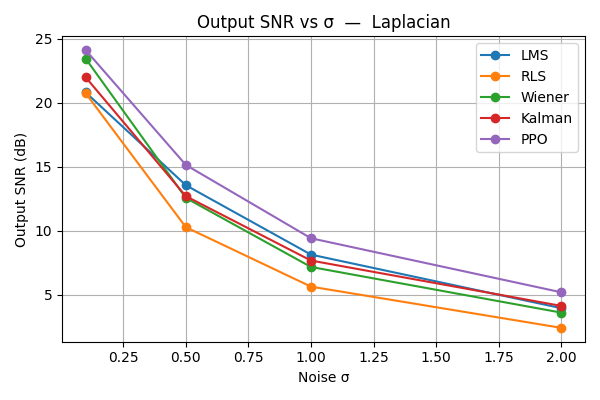 Output SNR vs σ — Laplacian
Output SNR (dB)
25
20
15
10
5
LMS
RLS
Wiener
Kalman
PPO
0.25 0.50 0.75 1.00 1.25 1.50 1.75 2.00
Noise σ